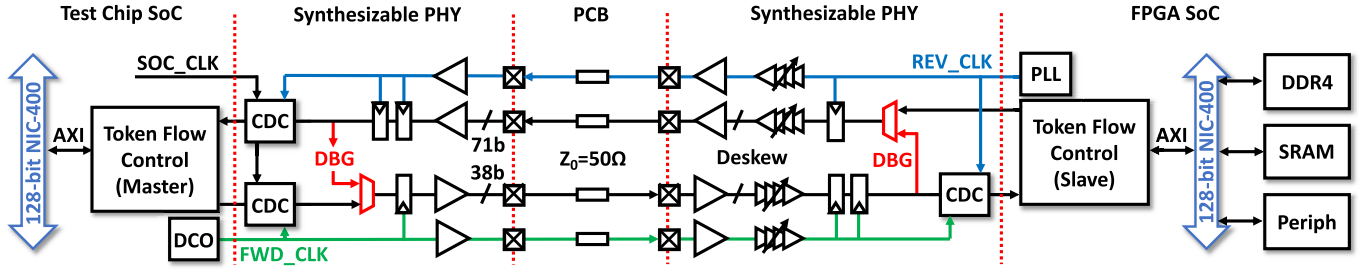 Test Chip SoC
Synthesizable PHY
PCB
Synthesizable PHY
FPGA SoC
SOC_CLK
REV_CLK
PLL
128-bit NIC-400
AXI
Token Flow
Control
(Master)
CDC
DBG
71b
38b
Z₀=50Ω
Deskew
DBG
Token Flow
Control
(Slave)
AXI
128-bit NIC-400
DDR4
SRAM
Periph
CDC
CDC
DCO
FWD_CLK